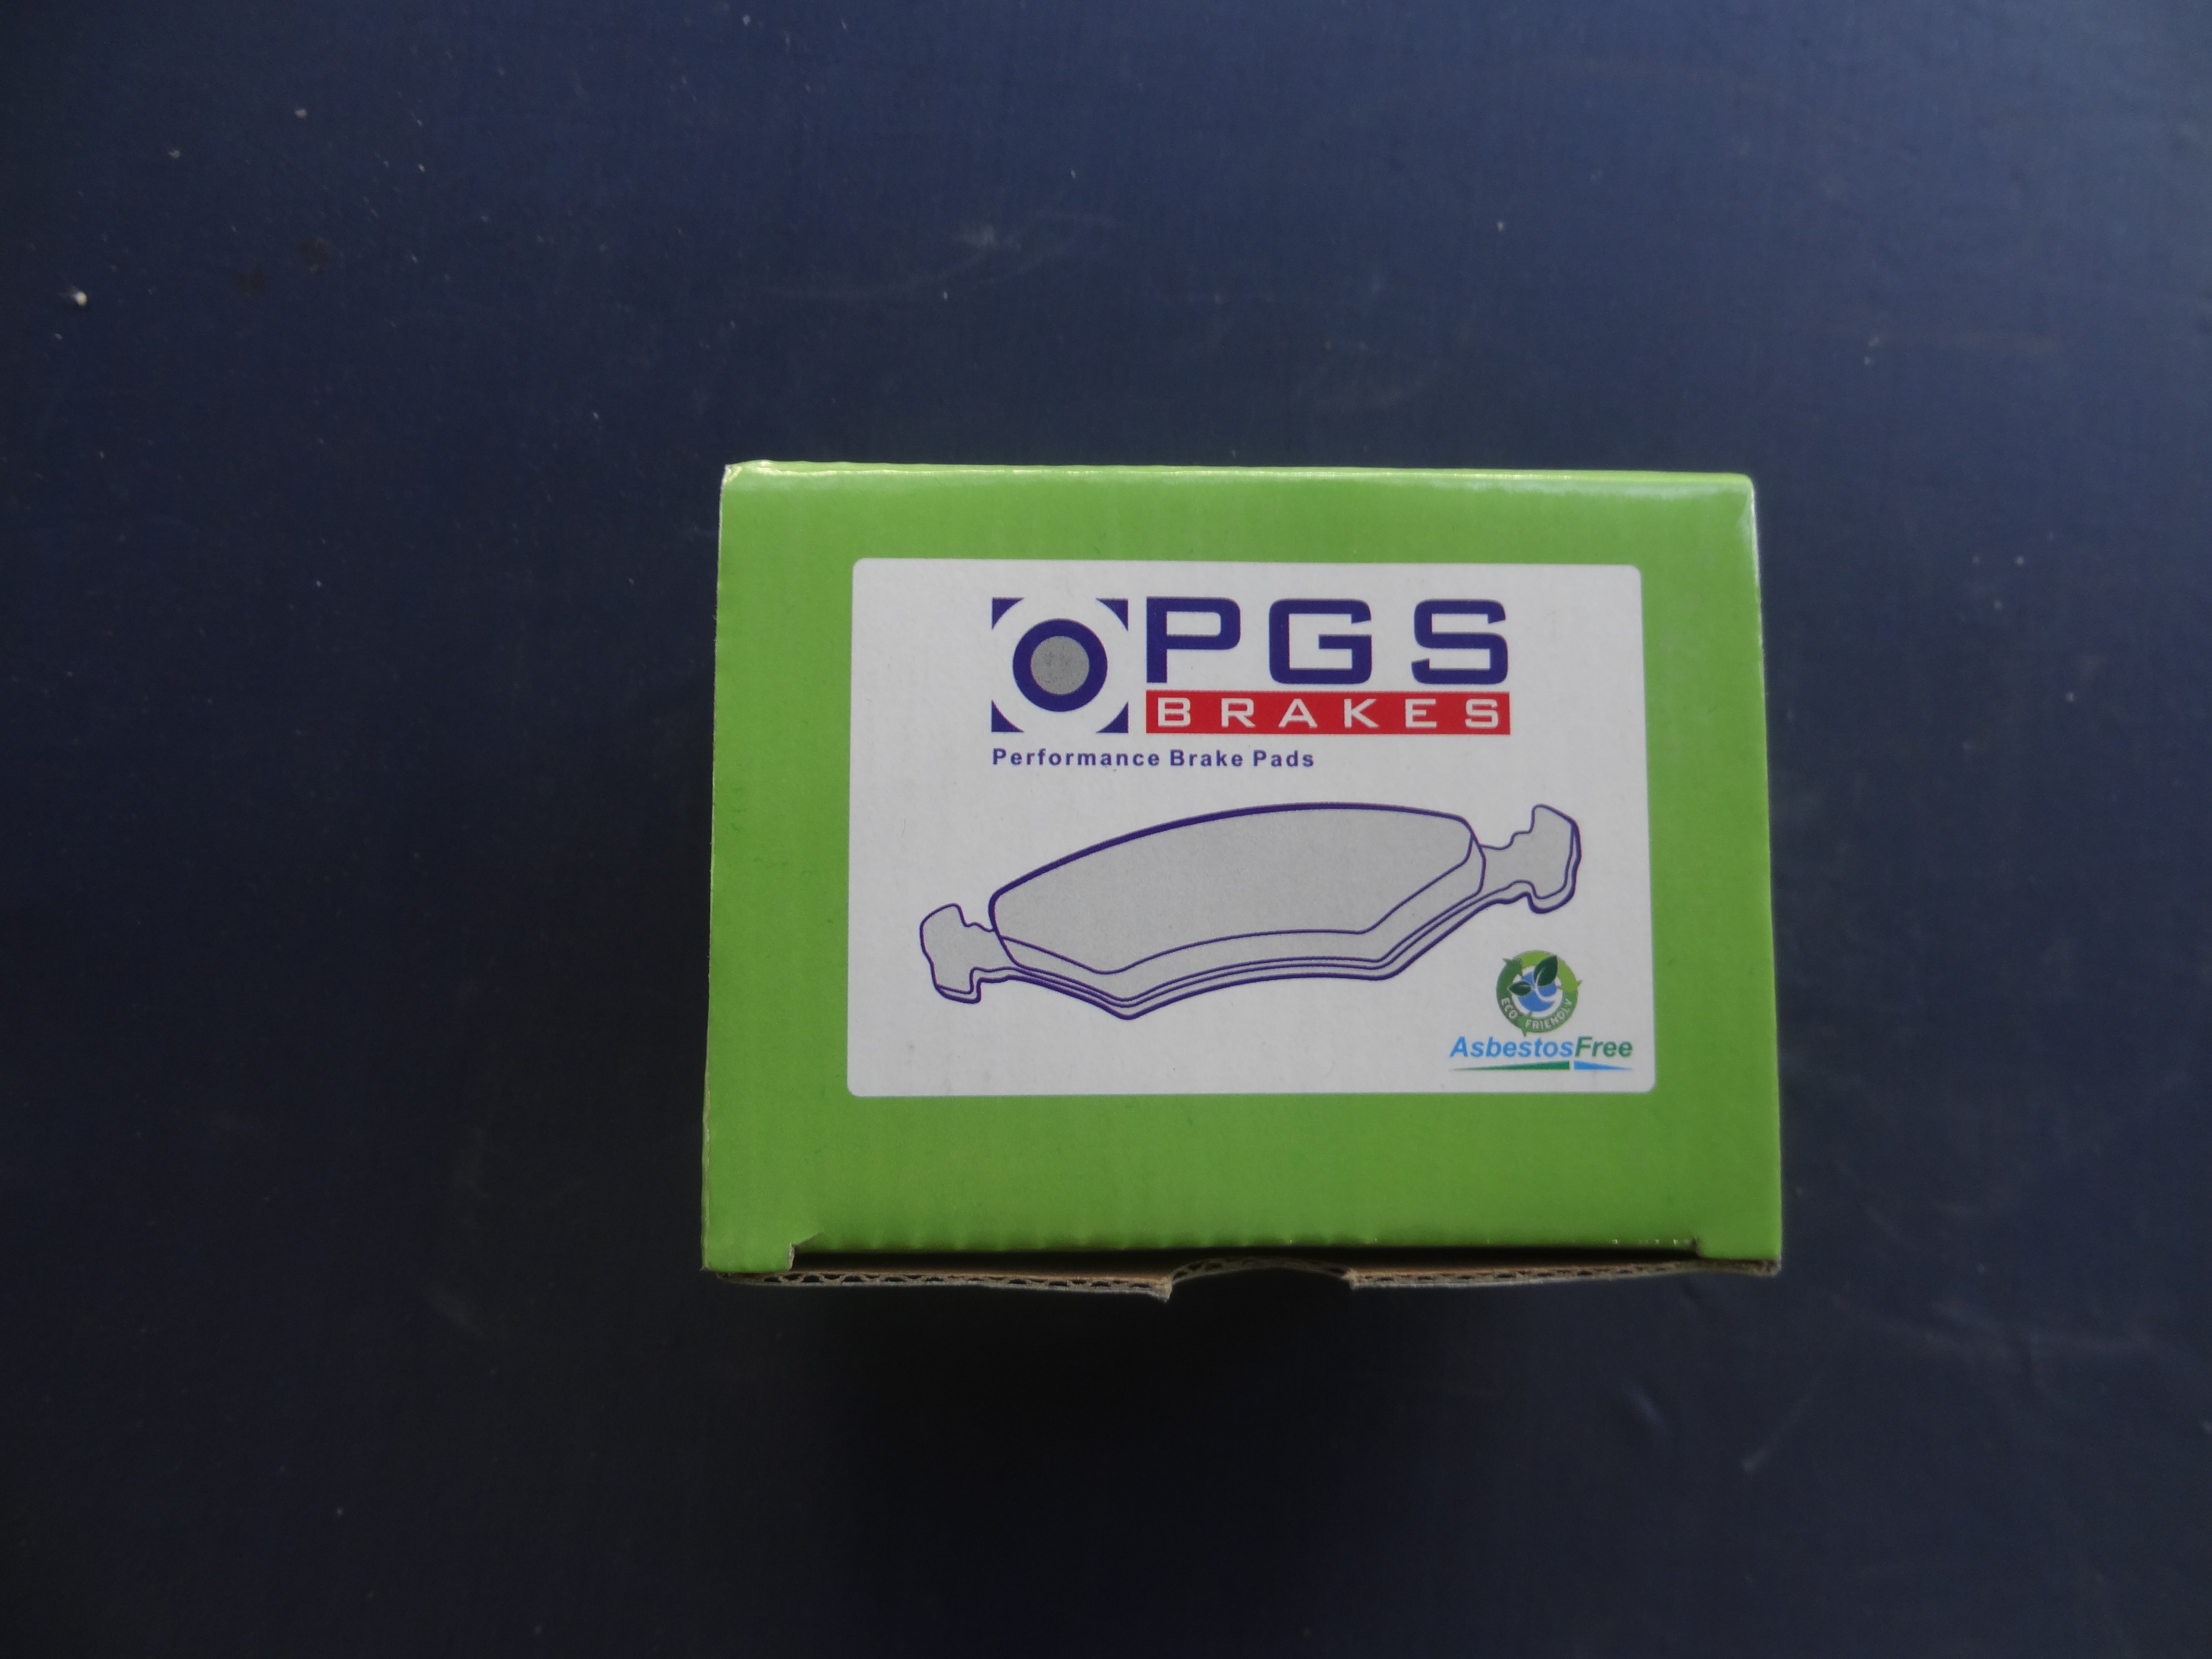 PGS
BRAKES
Performance Brake Pads
ECO FRIENDLY
AsbestosFree